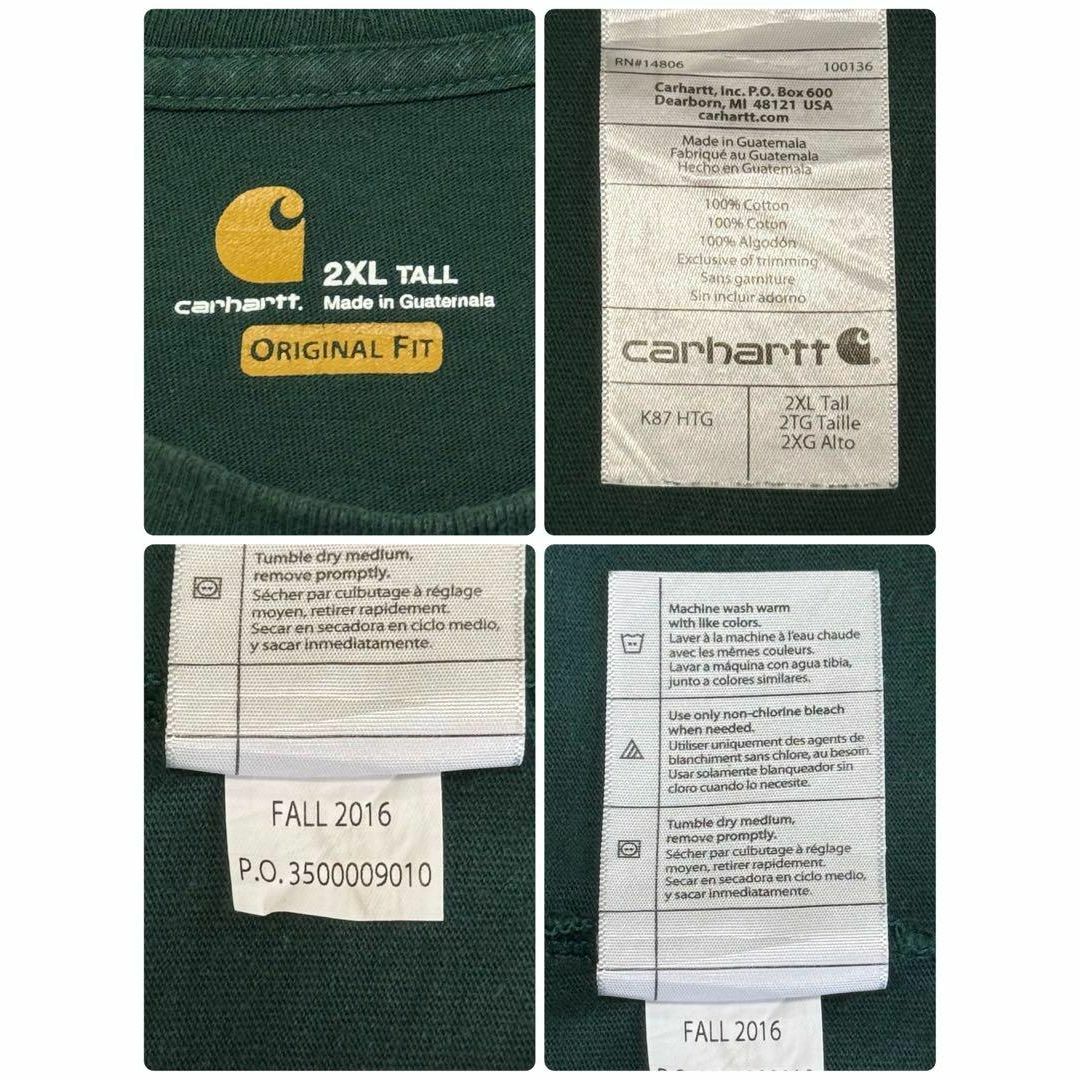 carhartt.
2XL TALL
Made in Guatemala
ORIGINAL FIT
RN#14806 100136
Carhartt, Inc. P.O. Box 600
Dearborn, MI 48121 USA
carhartt.com
Made in Guatemala
Fabriqué au Guatemala
Hecho en Guatemala
100% Cotton
100% Coton
100% Algodón
Exclusive of trimming
Sans garniture
Sin incluir adorno
carhartt
K87 HTG
2XL Tall
2TG Taille
2XG Alto
Tumble dry medium,
remove promptly.
Sécher par culbutage à réglage
moyen, retirer rapidement.
Secar en secadora en ciclo medio,
y sacar inmediatamente.
FALL 2016
P.O. 3500009010
Machine wash warm
with like colors.
Laver à la machine à l'eau chaude
avec les mêmes couleurs.
Lavar a máquina con agua tibia,
junto a colores similares.
Use only non-chlorine bleach
when needed.
Utiliser uniquement des agents de
blanchiment sans chlore, au besoin.
Usar solamente blanqueador sin
cloro cuando lo necesite.
Tumble dry medium,
remove promptly.
Sécher par culbutage à réglage
moyen, retirer rapidement.
Secar en secadora en ciclo medio,
y sacar inmediatamente.
FALL 2016